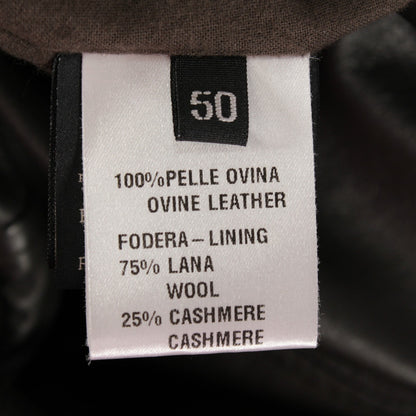 50
100%PELLE OVINA
OVINE LEATHER
FODERA-LINING
75% LANA
WOOL
25% CASHMERE
CASHMERE